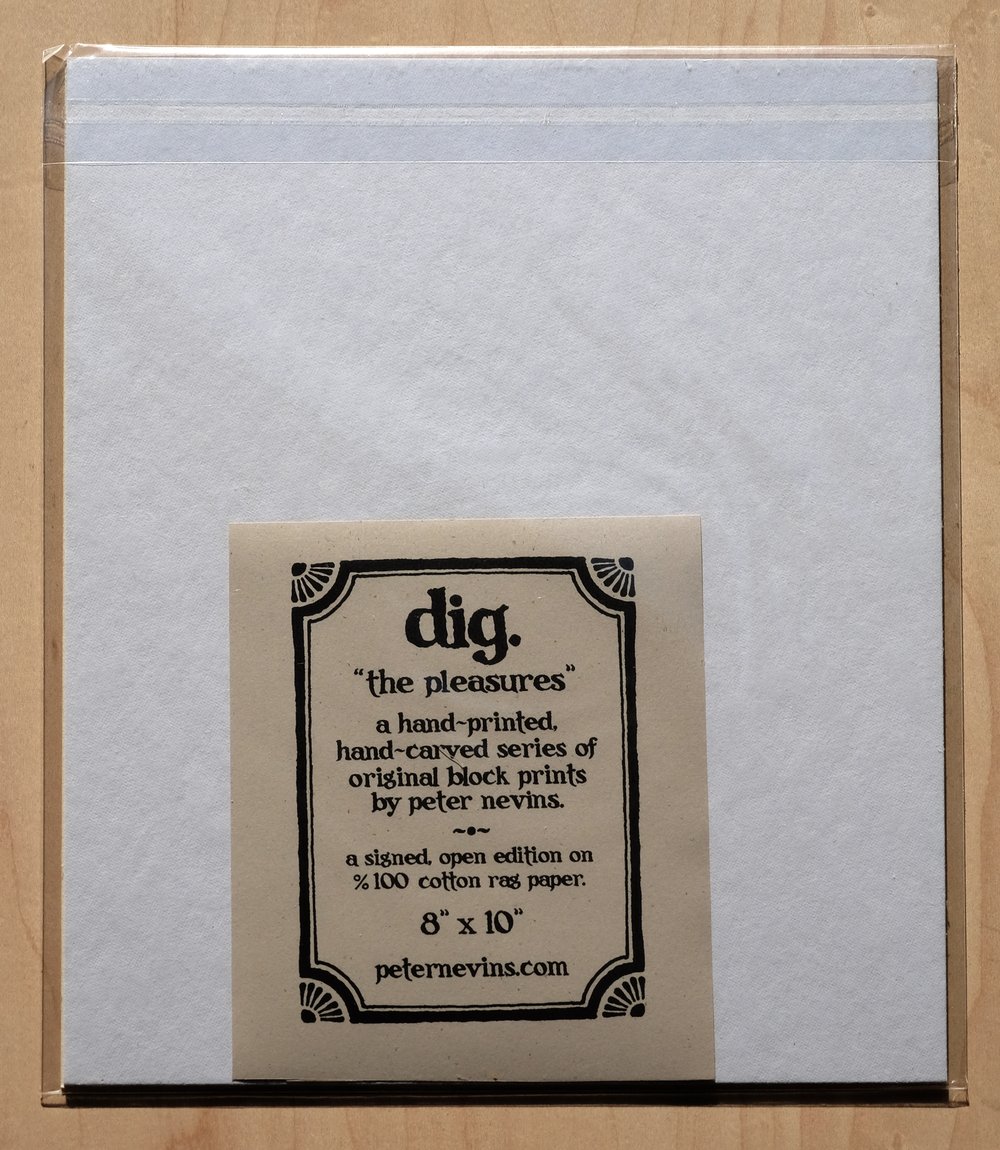 dig.
“the pleasures”
a hand~printed,
hand~carved series of
original block prints
by peter nevins.
~•~
a signed, open edition on
%100 cotton rag paper.
8” x 10”
peternevins.com